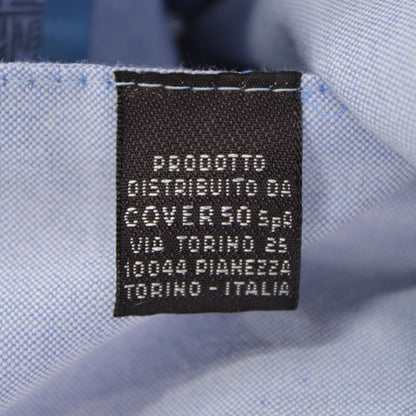 PRODOTTO
DISTRIBUITO DA
COVER 50 SpA
VIA TORINO 25
10044 PIANEZZA
TORINO - ITALIA